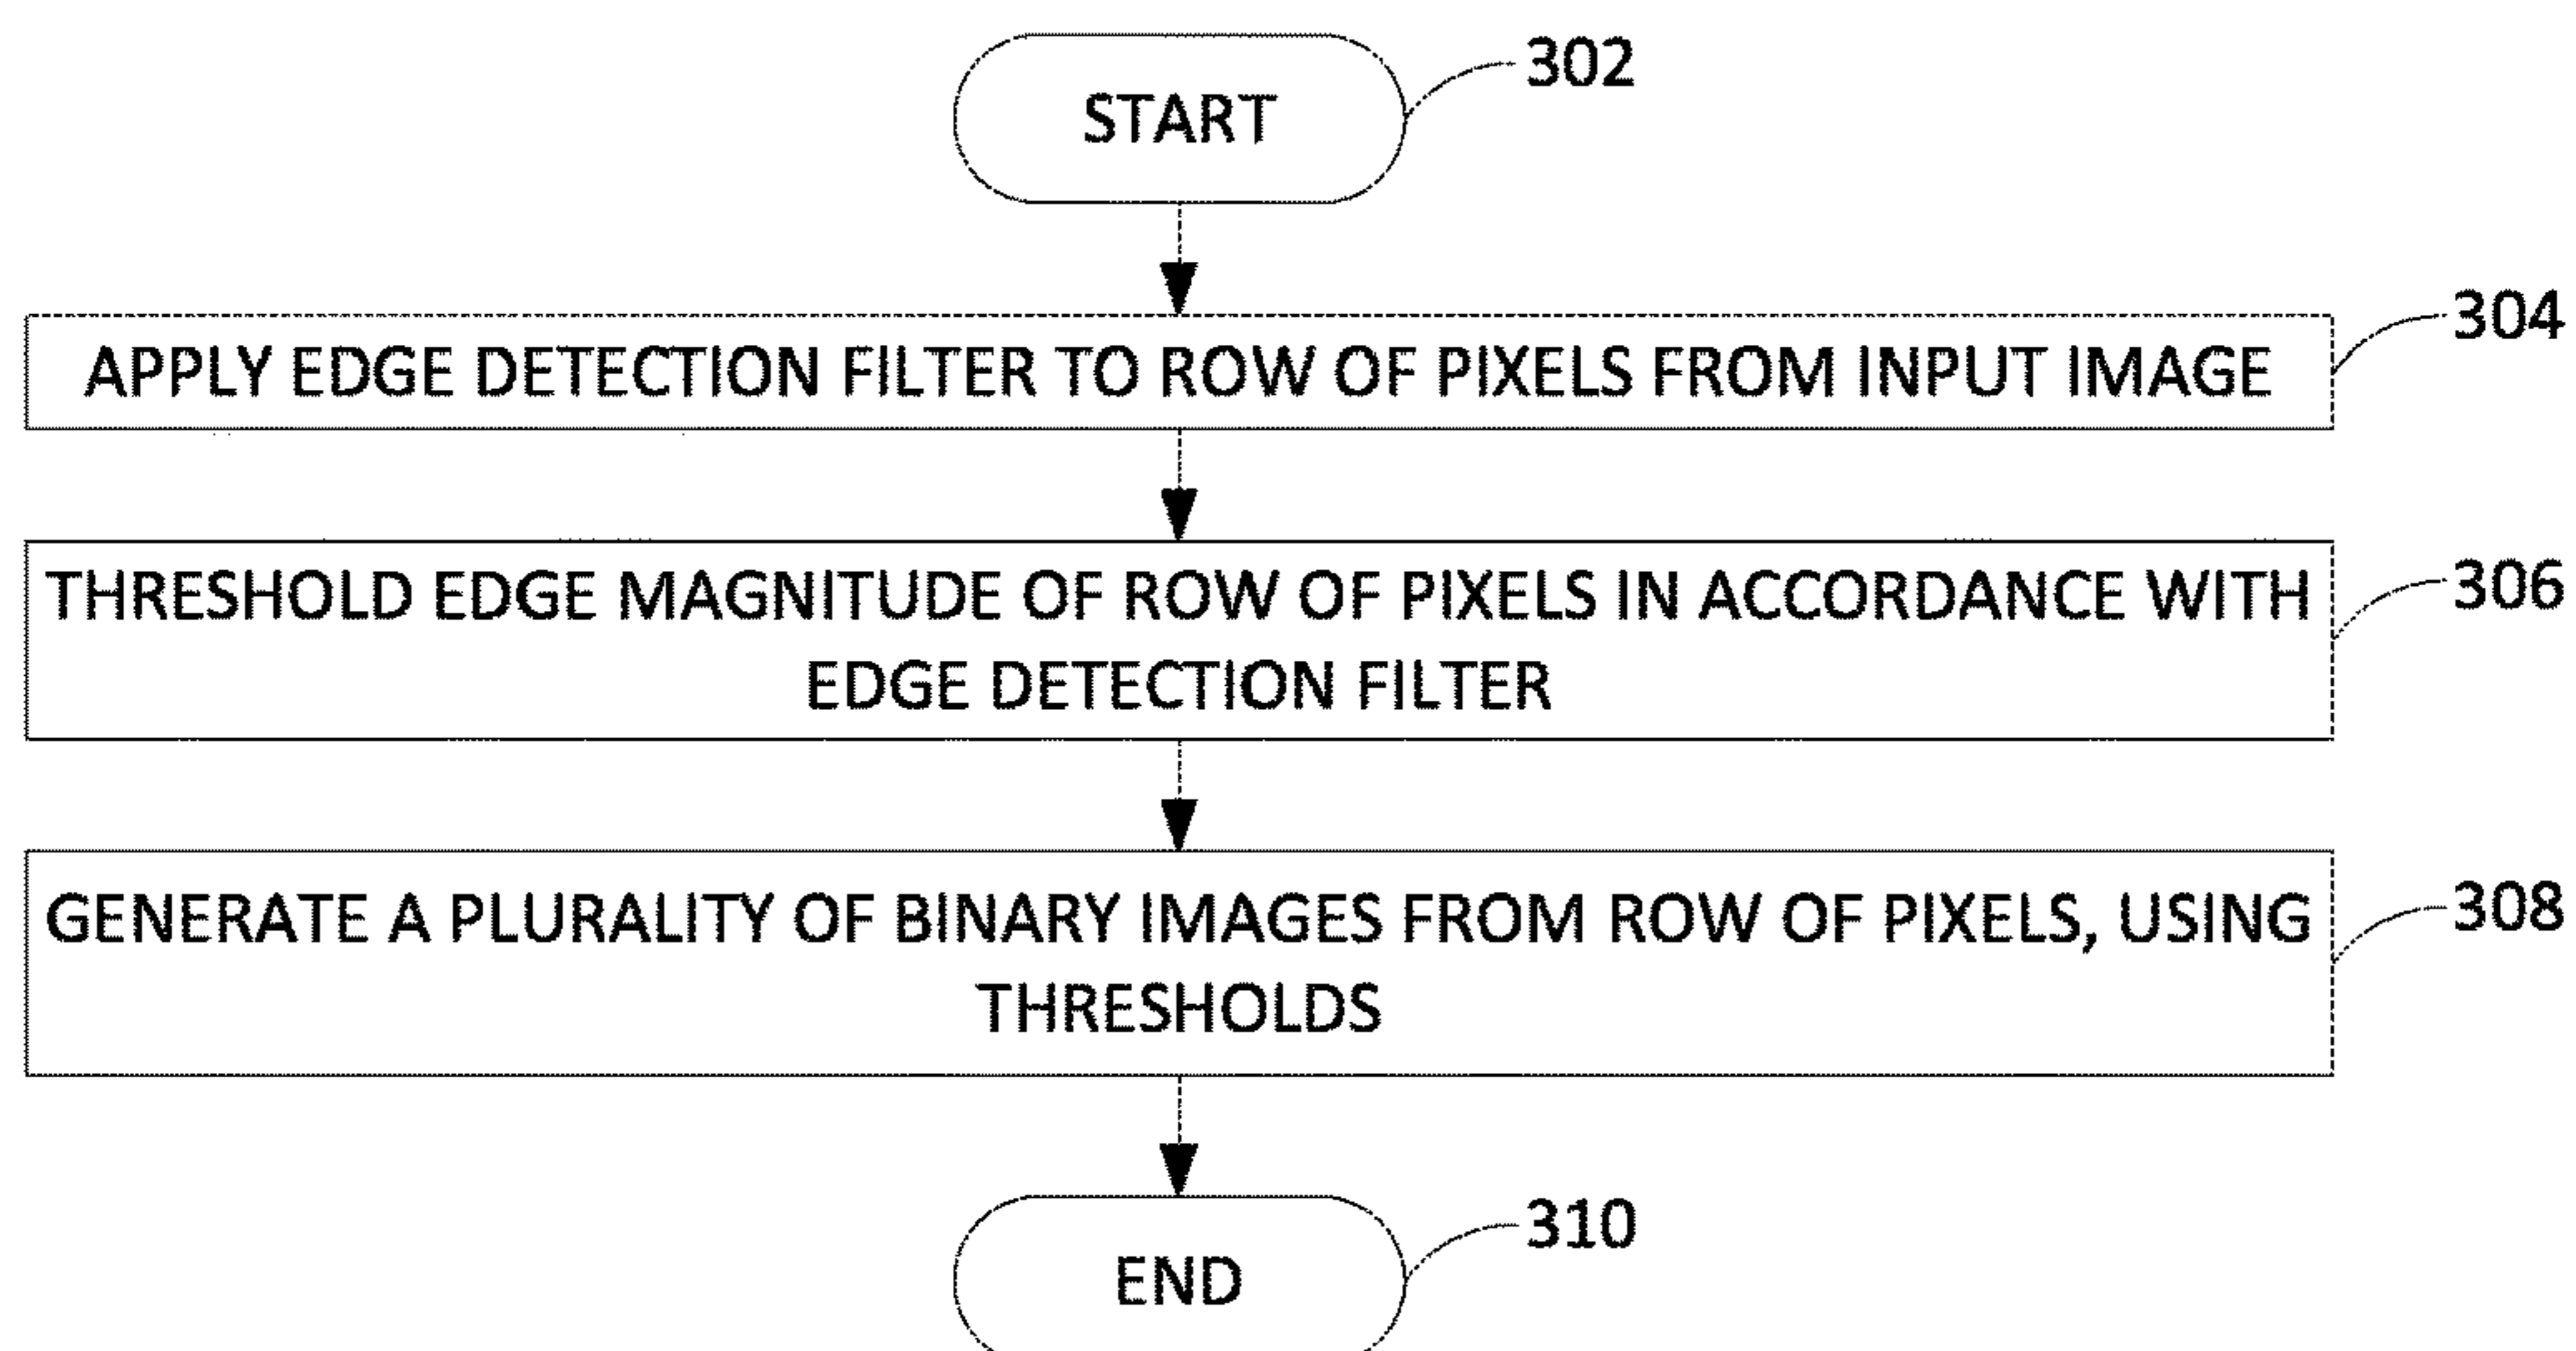 START
302
APPLY EDGE DETECTION FILTER TO ROW OF PIXELS FROM INPUT IMAGE
304
THRESHOLD EDGE MAGNITUDE OF ROW OF PIXELS IN ACCORDANCE WITH
EDGE DETECTION FILTER
306
GENERATE A PLURALITY OF BINARY IMAGES FROM ROW OF PIXELS, USING
THRESHOLDS
308
END
310